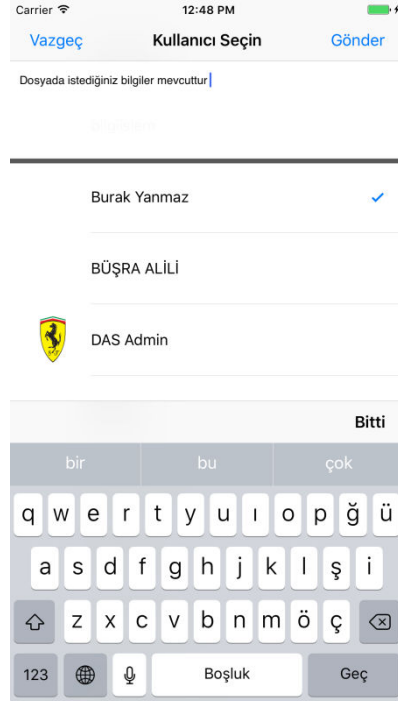 Carrier 12:48 PM
Vazgeç Kullanıcı Seçin Gönder
Dosyada istediğiniz bilgiler mevcuttur
Burak Yanmaz
BÜŞRA ALİLİ
DAS Admin
Bitti
bir bu çok
q w e r t y u ı o p ğ ü
a s d f g h j k l ş i
z x c v b n m ö ç
123 Boşluk Geç